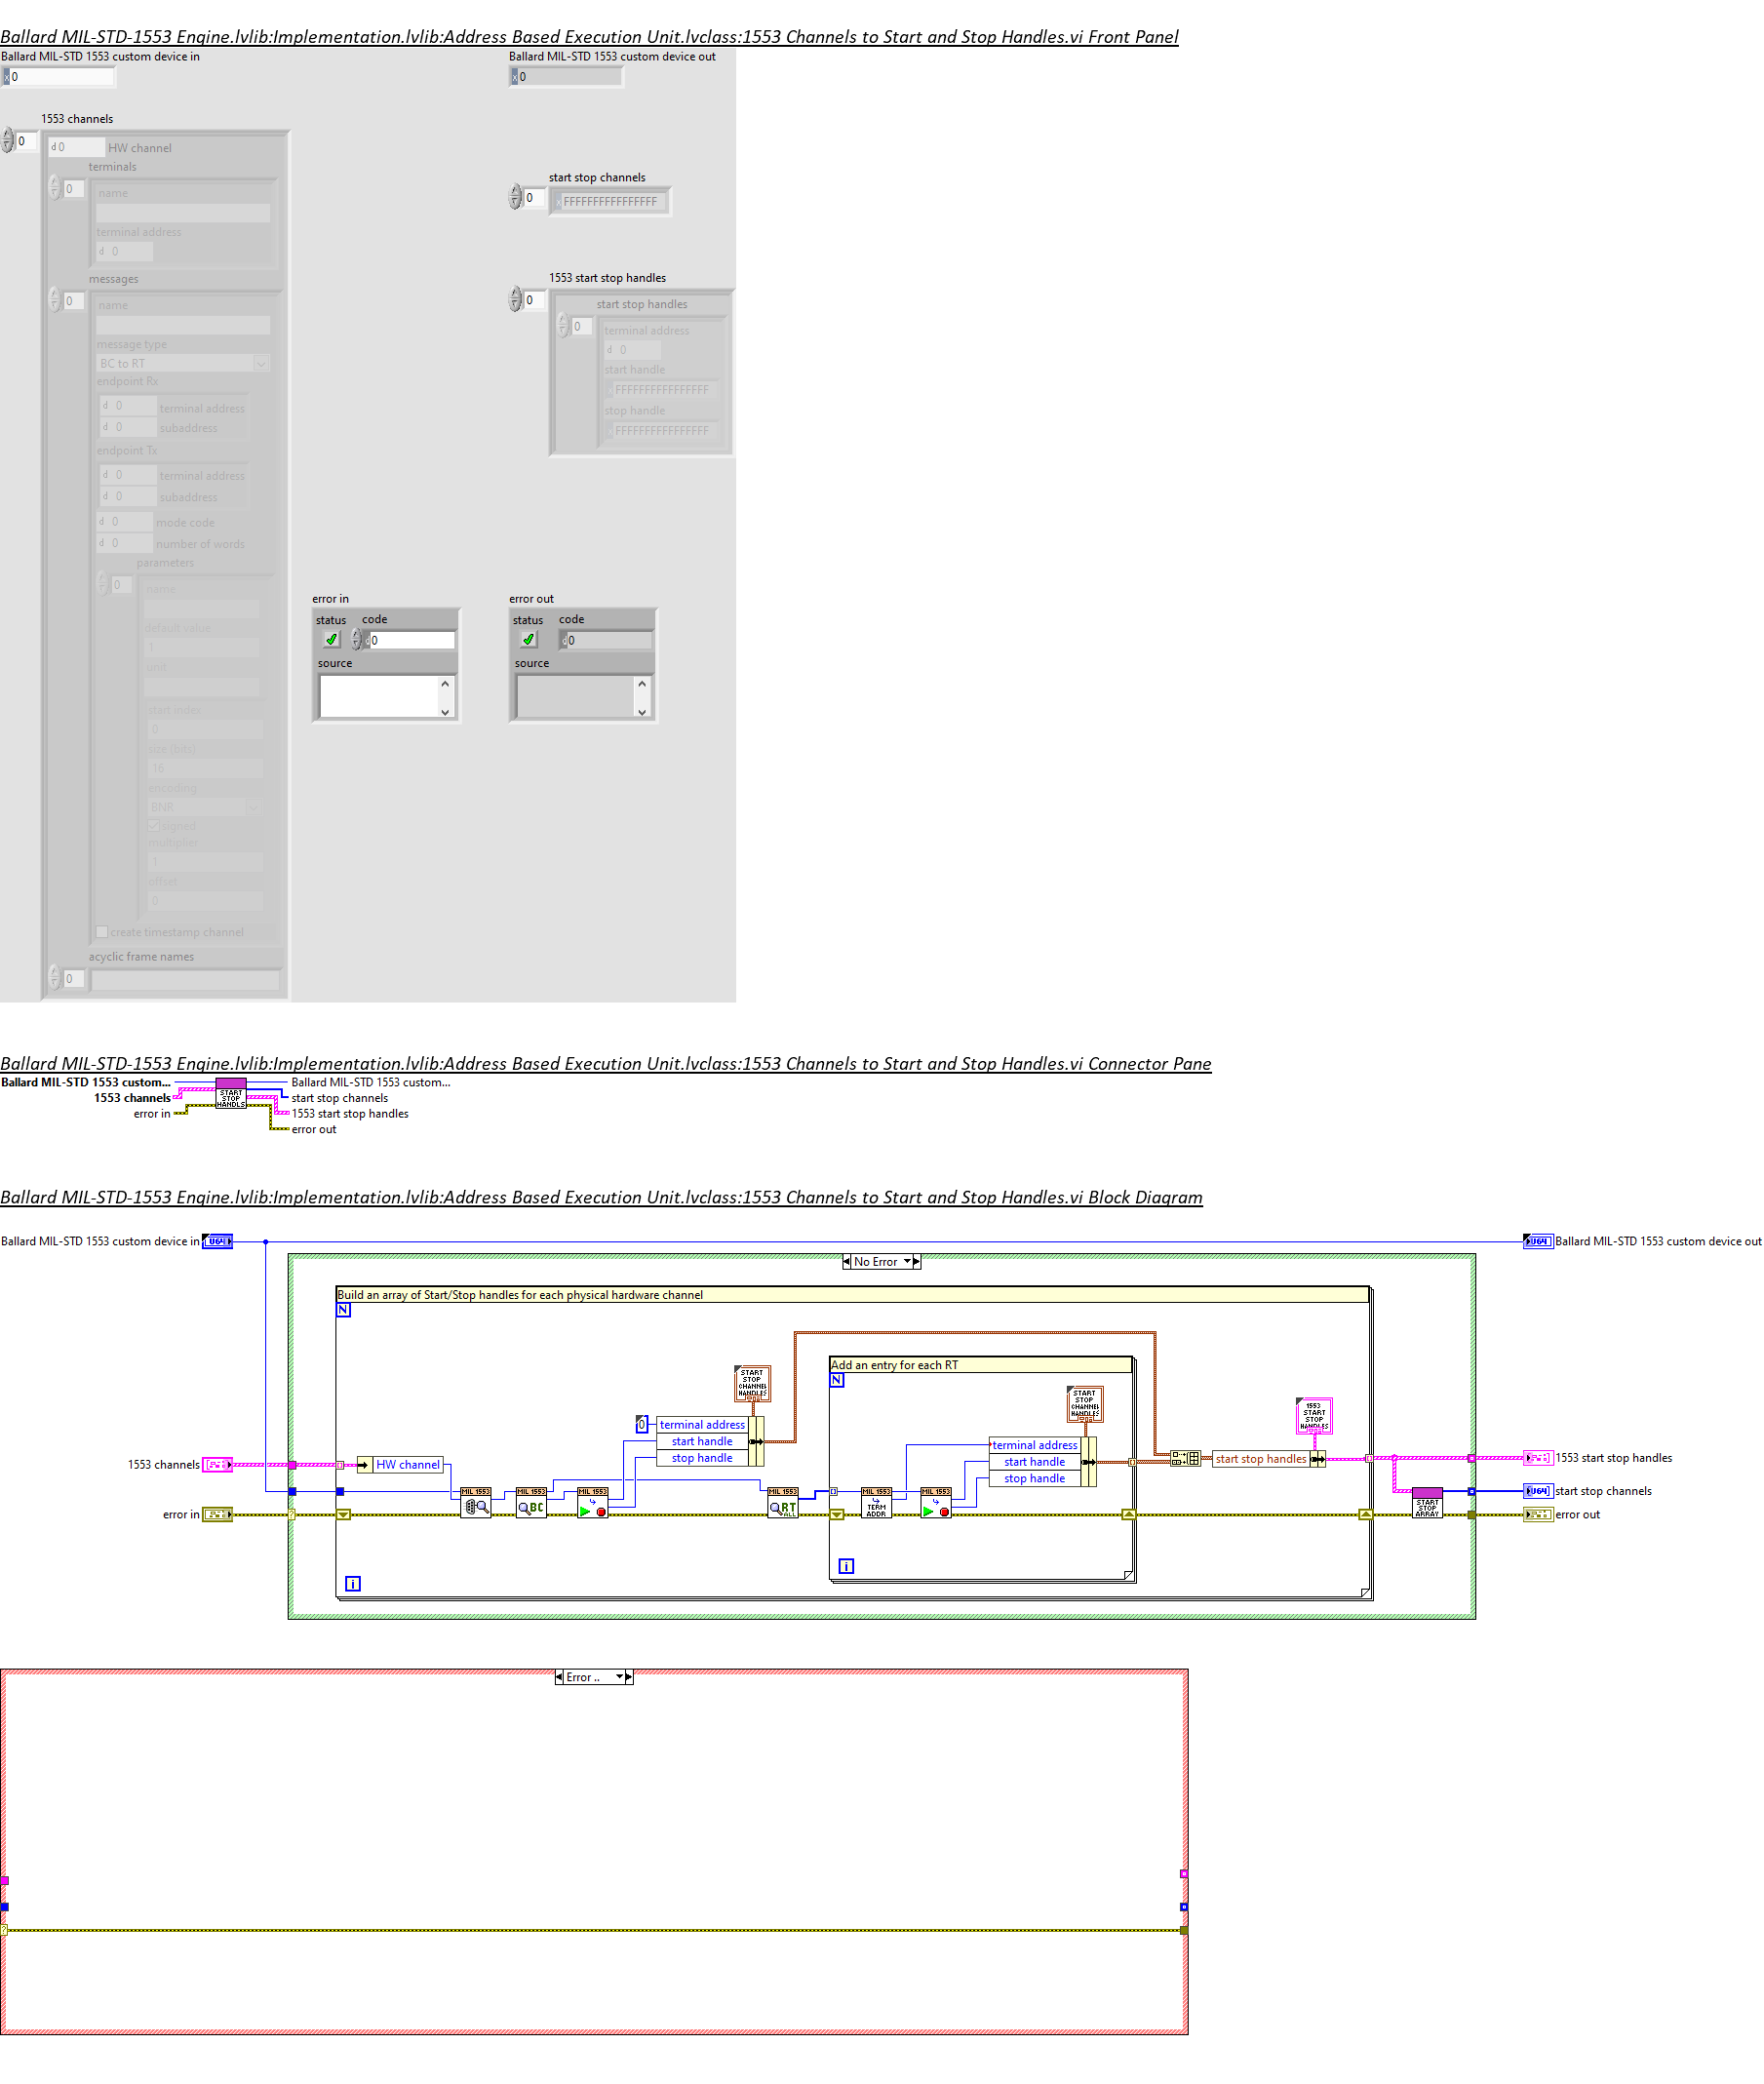 Ballard MIL-STD-1553 Engine.lvlib:Implementation.lvlib:Address Based Execution Unit.lvclass:1553 Channels to Start and Stop Handles.vi Front Panel
Ballard MIL-STD 1553 custom device in
x 0
Ballard MIL-STD 1553 custom device out
x 0
1553 channels
0
d 0 HW channel
terminals
0
name
terminal address
d 0
messages
0
name
message type
BC to RT
endpoint Rx
d 0 terminal address
d 0 subaddress
endpoint Tx
d 0 terminal address
d 0 subaddress
d 0 mode code
d 0 number of words
parameters
0
name
default value
1
unit
start index
0
size (bits)
16
encoding
BNR
signed
multiplier
1
offset
0
create timestamp channel
acyclic frame names
0
start stop channels
0
x FFFFFFFFFFFFFFFF
1553 start stop handles
0
start stop handles
0
terminal address
d 0
start handle
x FFFFFFFFFFFFFFFF
stop handle
x FFFFFFFFFFFFFFFF
error in
status code
d 0
source
error out
status code
d 0
source
Ballard MIL-STD-1553 Engine.lvlib:Implementation.lvlib:Address Based Execution Unit.lvclass:1553 Channels to Start and Stop Handles.vi Connector Pane
Ballard MIL-STD 1553 custom...
1553 channels
error in
START
STOP
HANDLS
Ballard MIL-STD 1553 custom...
start stop channels
1553 start stop handles
error out
Ballard MIL-STD-1553 Engine.lvlib:Implementation.lvlib:Address Based Execution Unit.lvclass:1553 Channels to Start and Stop Handles.vi Block Diagram
Ballard MIL-STD 1553 custom device in
U64
U64
Ballard MIL-STD 1553 custom device out
No Error
Build an array of Start/Stop handles for each physical hardware channel
N
Add an entry for each RT
N
START
STOP
CHANNEL
HANDLES
START
STOP
CHANNEL
HANDLES
1553
START
STOP
HANDLES
0
terminal address
start handle
stop handle
terminal address
start handle
stop handle
1553 channels
HW channel
start stop handles
1553 start stop handles
MIL 1553
MIL 1553
BC
MIL 1553
MIL 1553
RT
ALL
MIL 1553
TERM
ADDR
MIL 1553
START
STOP
ARRAY
U64
start stop channels
error in
?
error out
i
i
Error ..
?